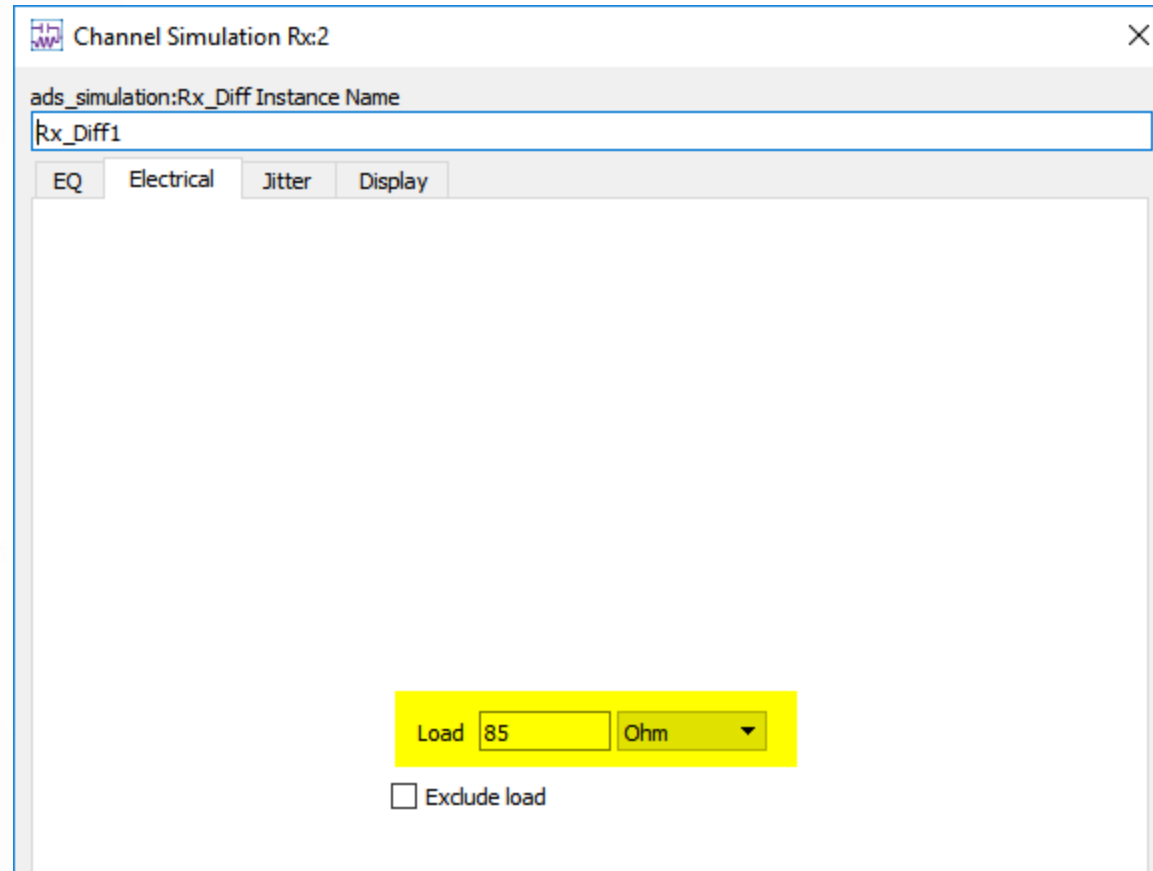 Channel Simulation Rx:2
ads_simulation:Rx_Diff Instance Name
Rx_Diff1
EQ Electrical Jitter Display
Load 85 Ohm
Exclude load